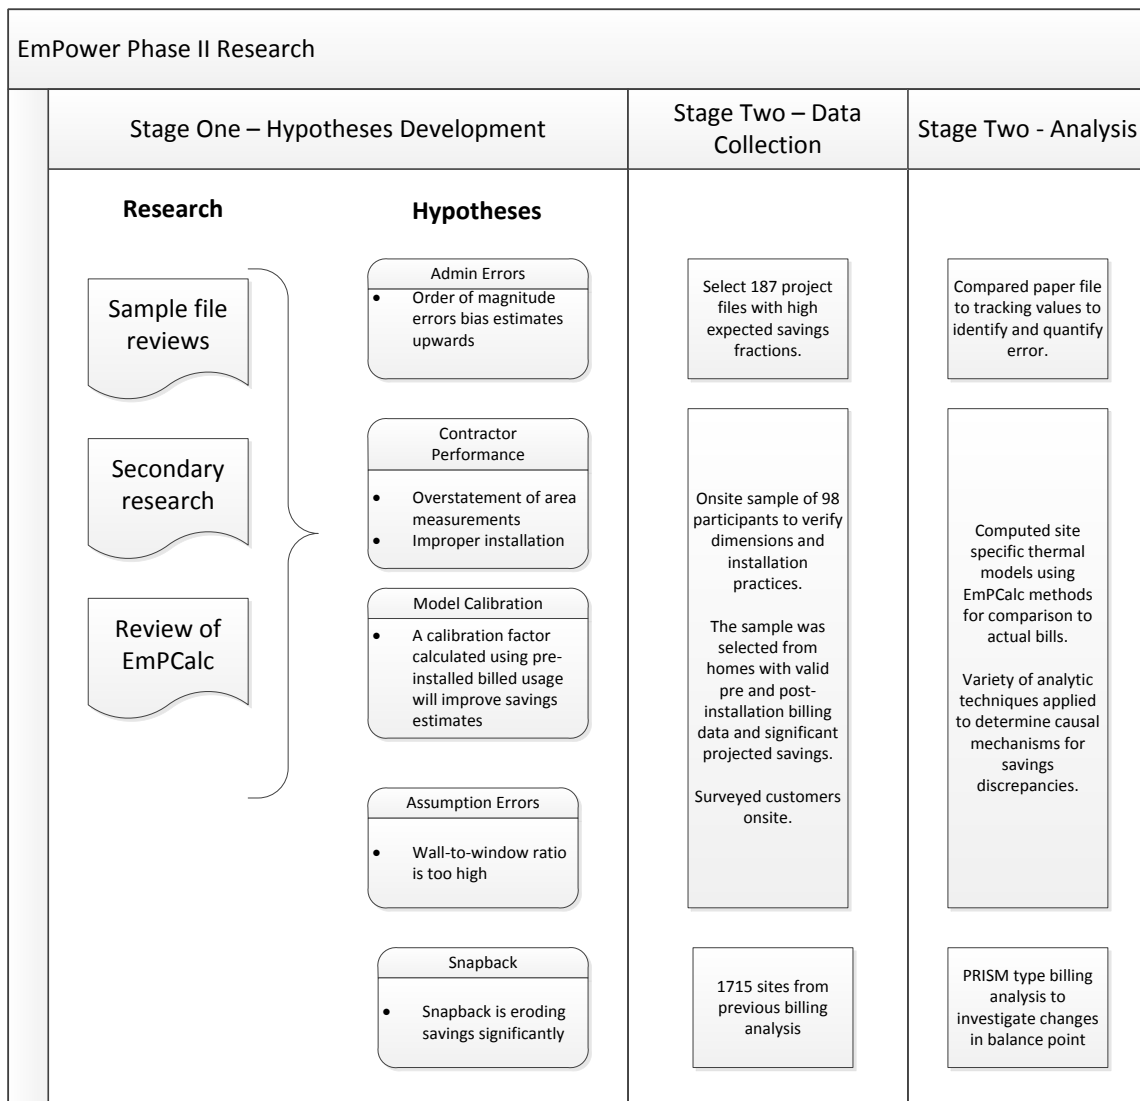 EmPower Phase II Research
Stage One – Hypotheses Development
Stage Two – Data
Collection
Stage Two - Analysis
Research
Hypotheses
Sample file
reviews
Secondary
research
Review of
EmPCalc
Admin Errors
• Order of magnitude
errors bias estimates
upwards
Contractor
Performance
• Overstatement of area
measurements
• Improper installation
Model Calibration
• A calibration factor
calculated using pre-
installed billed usage
will improve savings
estimates
Assumption Errors
• Wall-to-window ratio
is too high
Snapback
• Snapback is eroding
savings significantly
Select 187 project
files with high
expected savings
fractions.
Onsite sample of 98
participants to verify
dimensions and
installation
practices.
The sample was
selected from
homes with valid
pre and post-
installation billing
data and significant
projected savings.
Surveyed customers
onsite.
1715 sites from
previous billing
analysis
Compared paper file
to tracking values to
identify and quantify
error.
Computed site
specific thermal
models using
EmPCalc methods
for comparison to
actual bills.
Variety of analytic
techniques applied
to determine causal
mechanisms for
savings
discrepancies.
PRISM type billing
analysis to
investigate changes
in balance point